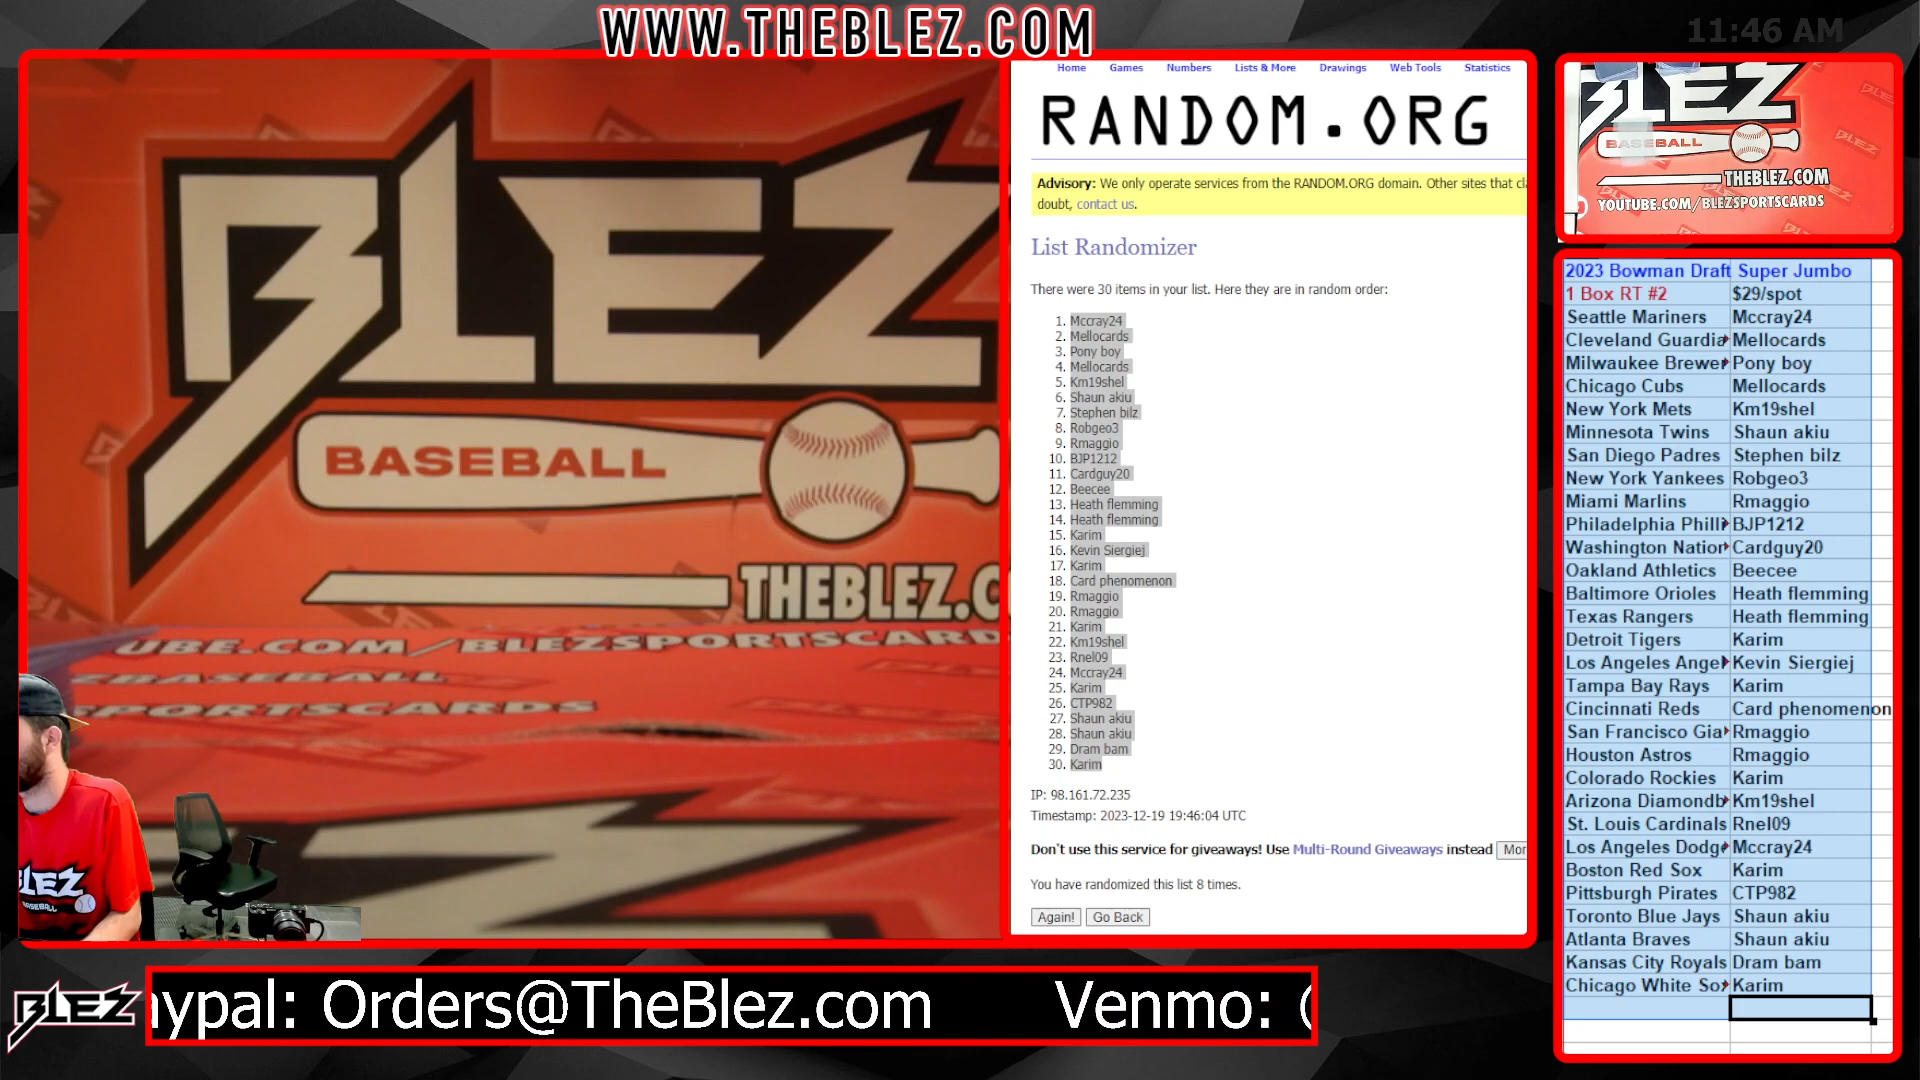 WWW.THEBLEZ.COM
11:46 AM
BLEZ
BASEBALL
THEBLEZ.C
UBE.COM/BLEZSPORTSCARD
BASEBALL
SPORTSCARDS
BLEZ
BASEBALL
Home Games Numbers Lists & More Drawings Web Tools Statistics
RANDOM.ORG
Advisory: We only operate services from the RANDOM.ORG domain. Other sites that cl
doubt, contact us.
List Randomizer
There were 30 items in your list. Here they are in random order:
1. Mccray24
2. Mellocards
3. Pony boy
4. Mellocards
5. Km19shel
6. Shaun akiu
7. Stephen bilz
8. Robgeo3
9. Rmaggio
10. BJP1212
11. Cardguy20
12. Beecee
13. Heath flemming
14. Heath flemming
15. Karim
16. Kevin Siergiej
17. Karim
18. Card phenomenon
19. Rmaggio
20. Rmaggio
21. Karim
22. Km19shel
23. Rnel09
24. Mccray24
25. Karim
26. CTP982
27. Shaun akiu
28. Shaun akiu
29. Dram bam
30. Karim
IP: 98.161.72.235
Timestamp: 2023-12-19 19:46:04 UTC
Don't use this service for giveaways! Use Multi-Round Giveaways instead Mor
You have randomized this list 8 times.
Again! Go Back
BLEZ
BASEBALL
THEBLEZ.COM
YOUTUBE.COM/BLEZSPORTSCARDS
2023 Bowman Draft Super Jumbo
1 Box RT #2 $29/spot
Seattle Mariners Mccray24
Cleveland Guardia Mellocards
Milwaukee Brewer Pony boy
Chicago Cubs Mellocards
New York Mets Km19shel
Minnesota Twins Shaun akiu
San Diego Padres Stephen bilz
New York Yankees Robgeo3
Miami Marlins Rmaggio
Philadelphia Philli BJP1212
Washington Nation Cardguy20
Oakland Athletics Beecee
Baltimore Orioles Heath flemming
Texas Rangers Heath flemming
Detroit Tigers Karim
Los Angeles Angel Kevin Siergiej
Tampa Bay Rays Karim
Cincinnati Reds Card phenomenon
San Francisco Gia Rmaggio
Houston Astros Rmaggio
Colorado Rockies Karim
Arizona Diamondb Km19shel
St. Louis Cardinals Rnel09
Los Angeles Dodge Mccray24
Boston Red Sox Karim
Pittsburgh Pirates CTP982
Toronto Blue Jays Shaun akiu
Atlanta Braves Shaun akiu
Kansas City Royals Dram bam
Chicago White Sox Karim
BLEZ
aypal: Orders@TheBlez.com Venmo: (